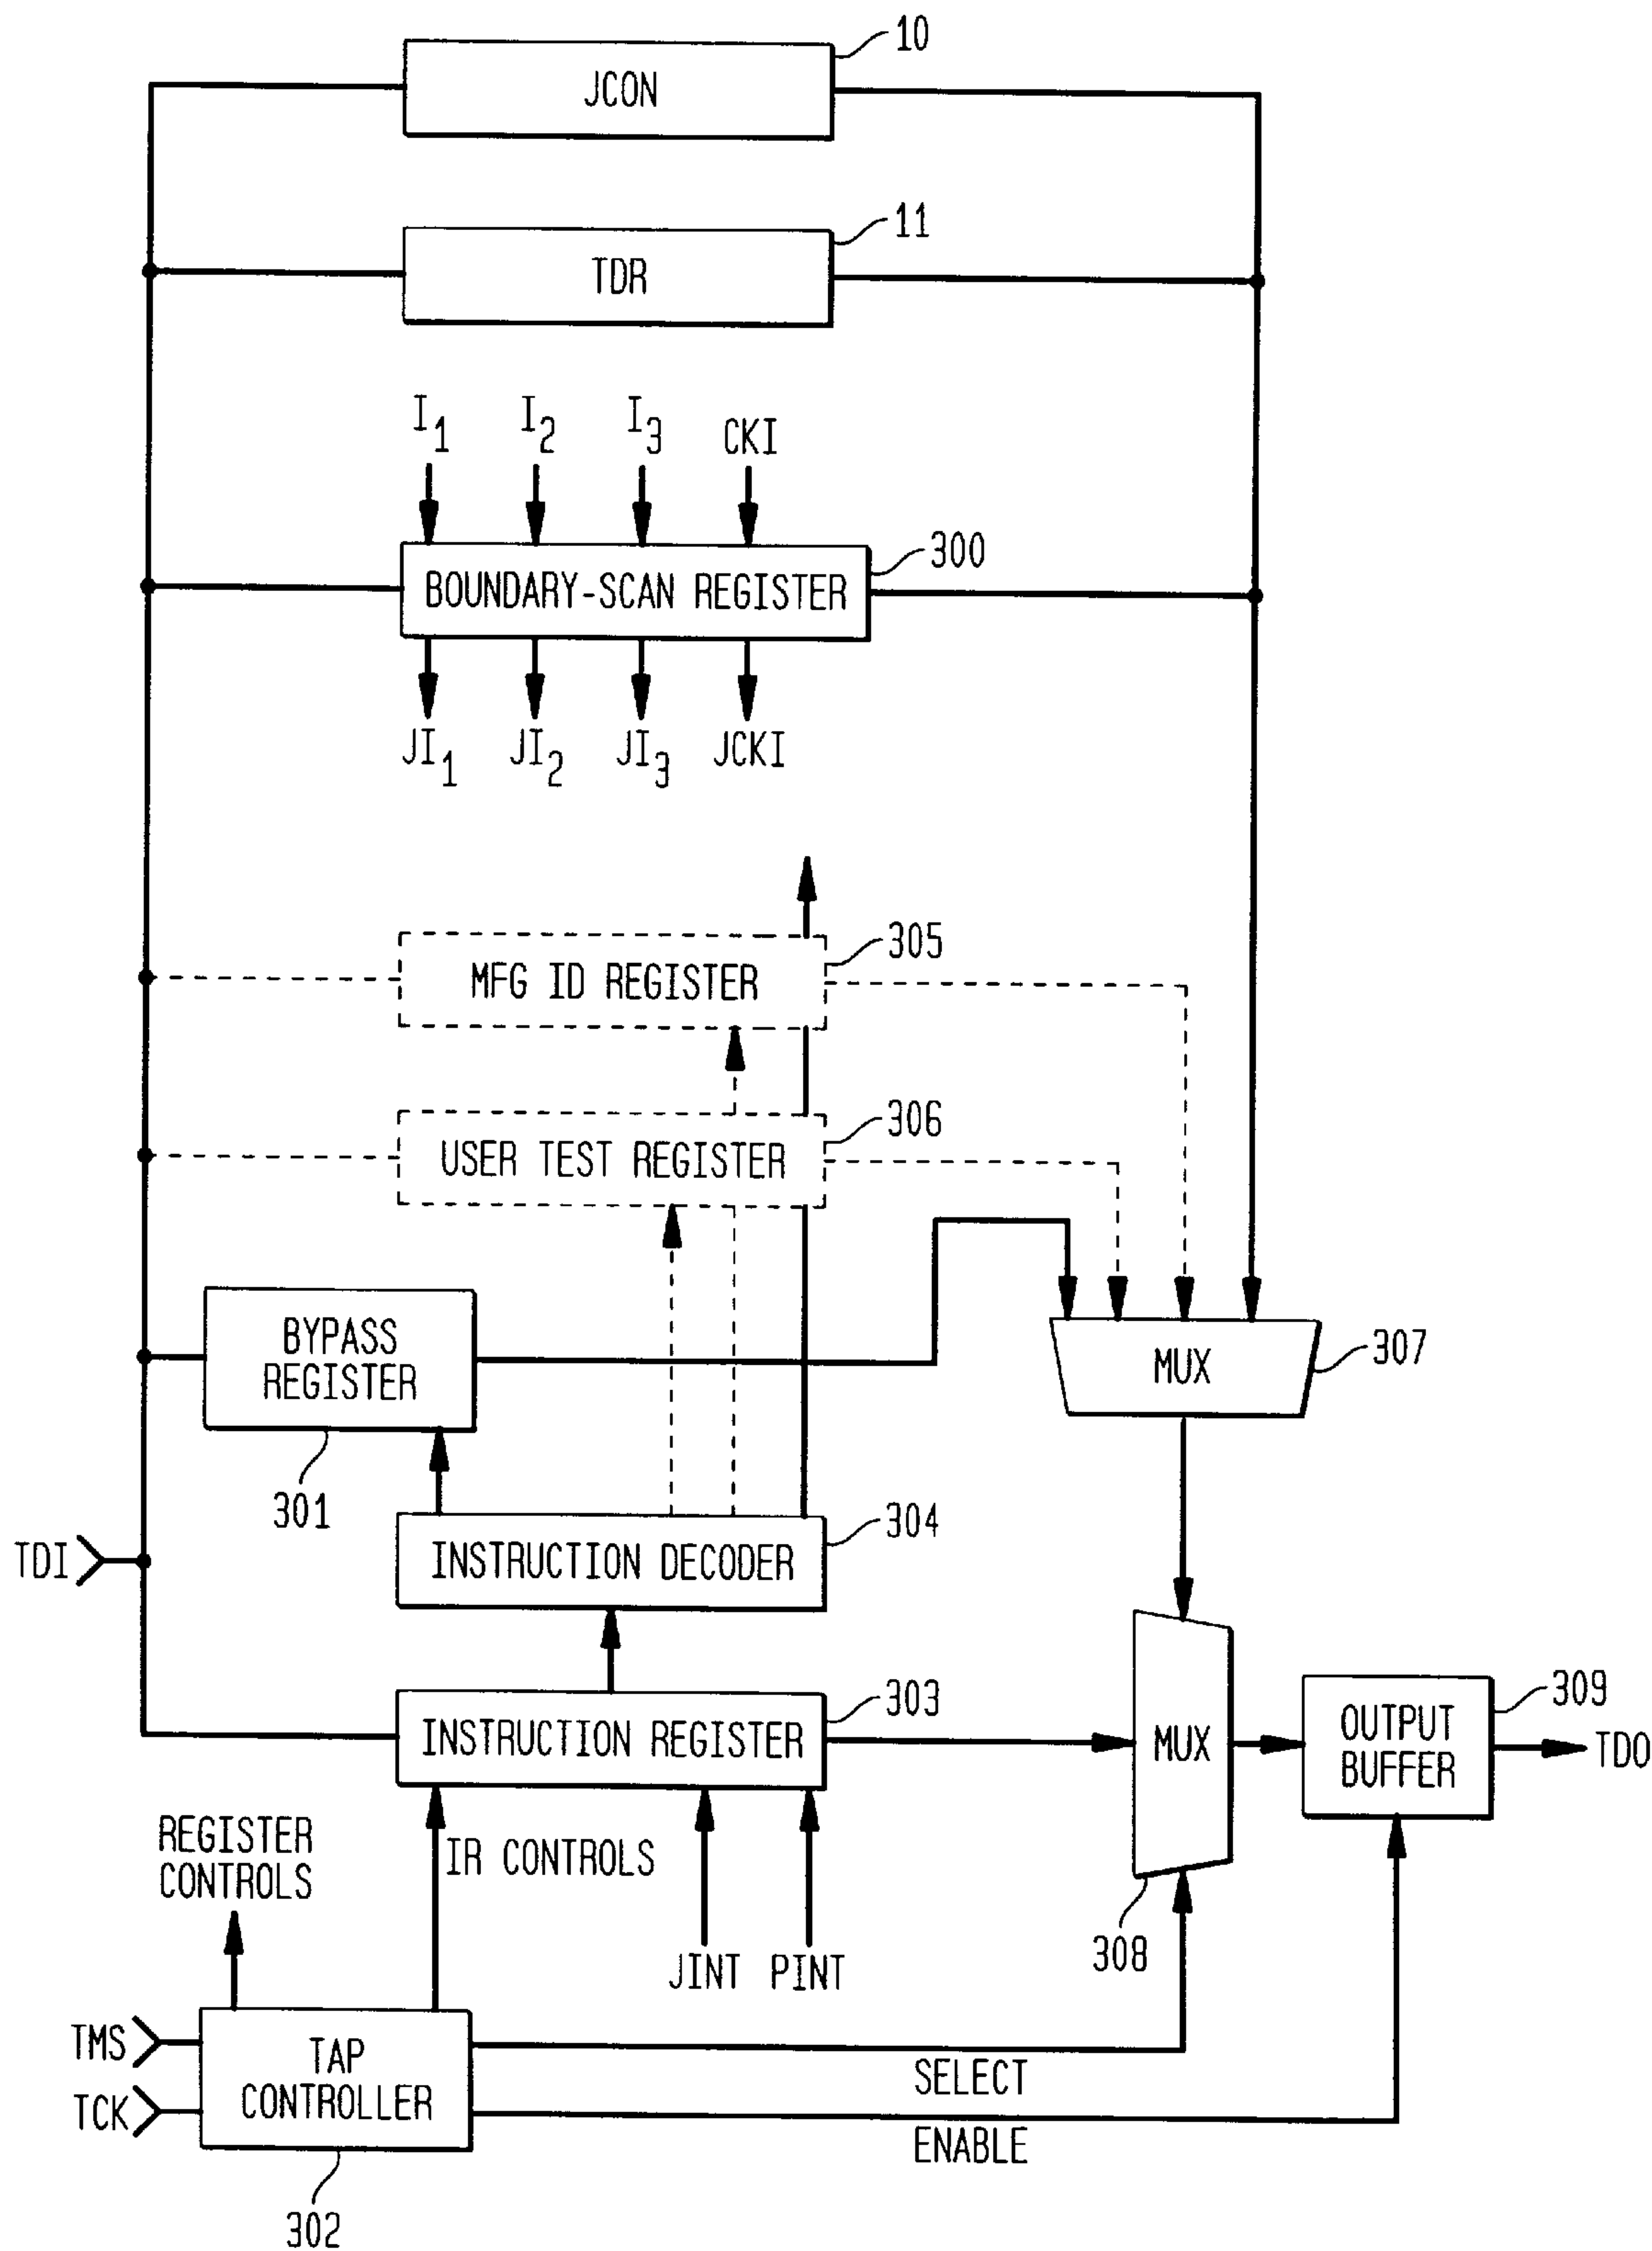 10
JCON
11
TDR
I1 I2 I3 CKI
300
BOUNDARY-SCAN REGISTER
JI1 JI2 JI3 JCKI
305
MFG ID REGISTER
306
USER TEST REGISTER
BYPASS
REGISTER
301
MUX
307
304
INSTRUCTION DECODER
TDI
303
INSTRUCTION REGISTER
MUX
308
309
OUTPUT
BUFFER
TDO
REGISTER
CONTROLS
IR CONTROLS
JINT PINT
TMS
TCK
TAP
CONTROLLER
302
SELECT
ENABLE